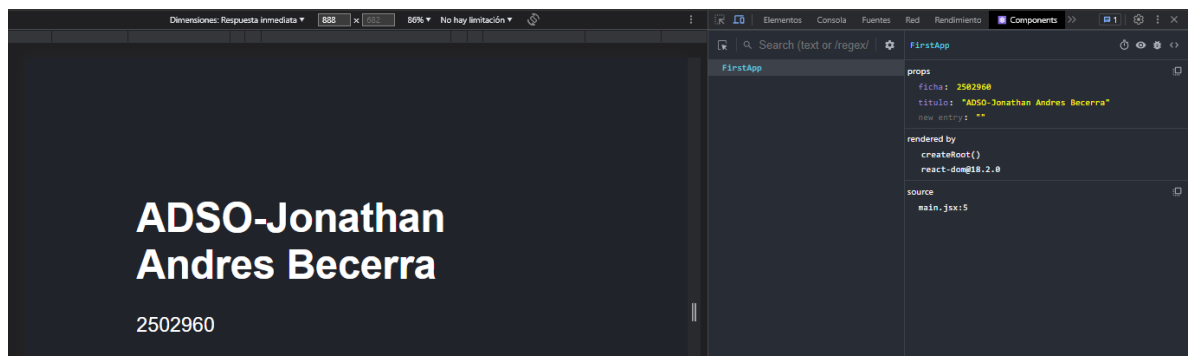 Dimensiones: Respuesta inmediata ▼ 888 x 682 86% ▼ No hay limitación ▼
Elementos Consola Fuentes Red Rendimiento Components >> 1
Search (text or /regex/)
FirstApp
FirstApp
props
ficha: 2502960
titulo: "ADSO-Jonathan Andres Becerra"
new entry: ""
rendered by
createRoot()
react-dom@18.2.0
source
main.jsx:5
ADSO-Jonathan
Andres Becerra
2502960